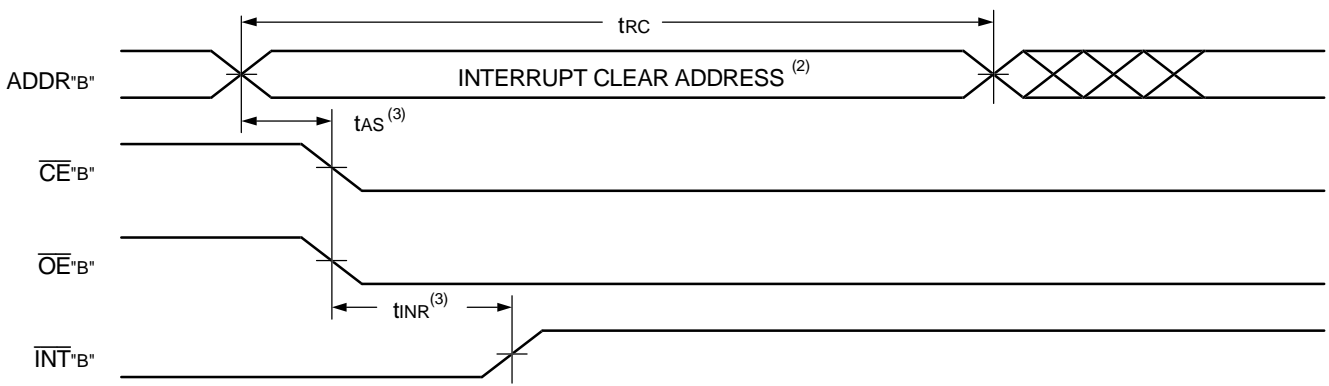 tRC
ADDR"B"
INTERRUPT CLEAR ADDRESS (2)
tAS (3)
CE"B"
OE"B"
tINR(3)
INT"B"